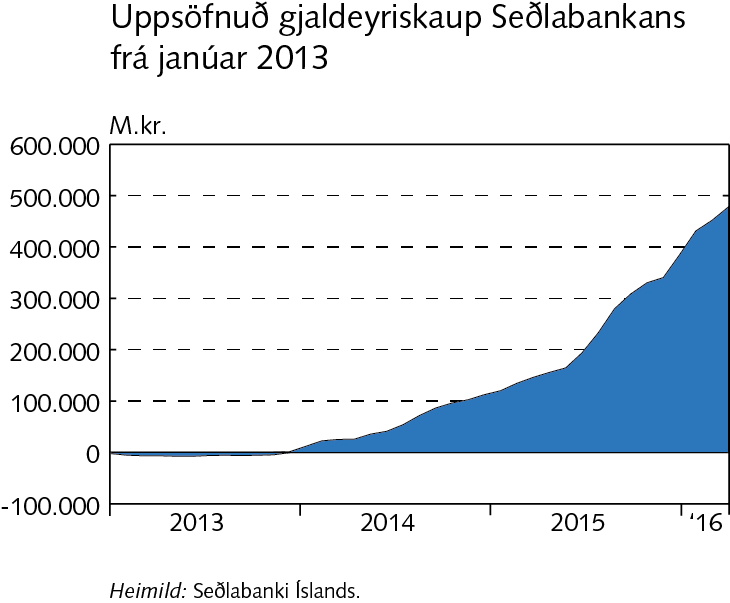 Uppsöfnuð gjaldeyriskaup Seðlabankans
frá janúar 2013
M.kr.
600.000
500.000
400.000
300.000
200.000
100.000
0
-100.000
2013 2014 2015 ‘16
Heimild: Seðlabanki Íslands.